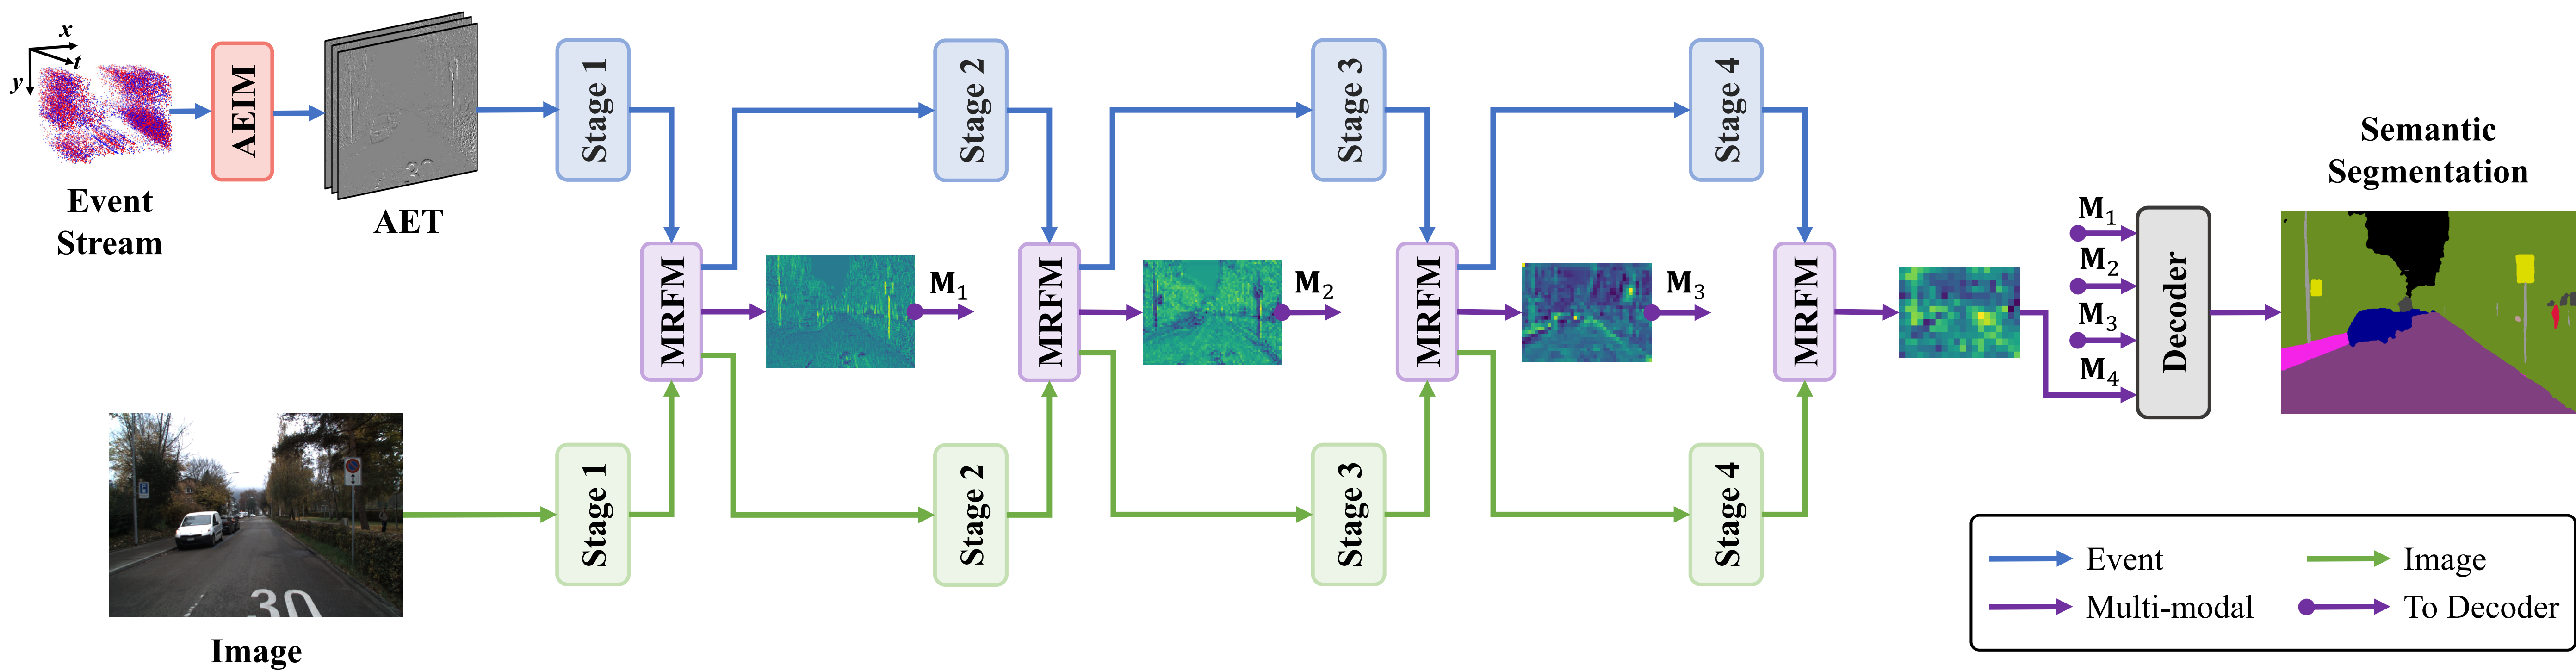 x
t
y
Event
Stream
AEIM
AET
Stage 1
Stage 2
Stage 3
Stage 4
MRFM
M₁
MRFM
M₂
MRFM
M₃
MRFM
M₁
M₂
M₃
M₄
Decoder
Semantic
Segmentation
30
Image
Stage 1
Stage 2
Stage 3
Stage 4
Event
Image
Multi-modal
To Decoder